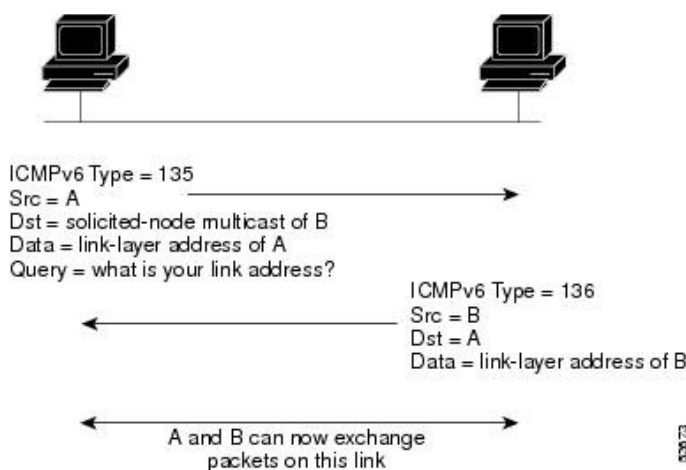 ICMPv6 Type = 135
Src = A
Dst = solicited-node multicast of B
Data = link-layer address of A
Query = what is your link address?
ICMPv6 Type = 136
Src = B
Dst = A
Data = link-layer address of B
A and B can now exchange
packets on this link